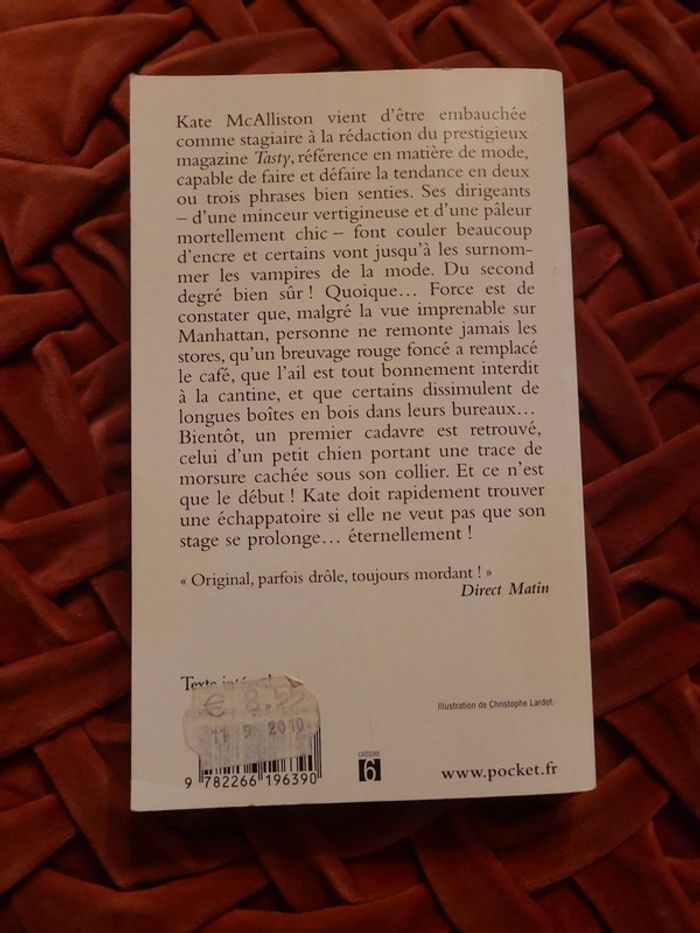 Kate McAlliston vient d'être embauchée
comme stagiaire à la rédaction du prestigieux
magazine Tasty, référence en matière de mode,
capable de faire et défaire la tendance en deux
ou trois phrases bien senties. Ses dirigeants
– d'une minceur vertigineuse et d'une pâleur
mortellement chic – font couler beaucoup
d'encre et certains vont jusqu'à les surnom-
mer les vampires de la mode. Du second
degré bien sûr ! Quoique… Force est de
constater que, malgré la vue imprenable sur
Manhattan, personne ne remonte jamais les
stores, qu'un breuvage rouge foncé a remplacé
le café, que l'ail est tout bonnement interdit
à la cantine, et que certains dissimulent de
longues boîtes en bois dans leurs bureaux…
Bientôt, un premier cadavre est retrouvé,
celui d'un petit chien portant une trace de
morsure cachée sous son collier. Et ce n'est
que le début ! Kate doit rapidement trouver
une échappatoire si elle ne veut pas que son
stage se prolonge… éternellement !
« Original, parfois drôle, toujours mordant ! »
Direct Matin
Texte
Illustration de Christophe Lardot.
€ 8.55
11 9 2010
CATÉGORIE
6
www.pocket.fr
9 782266 196390